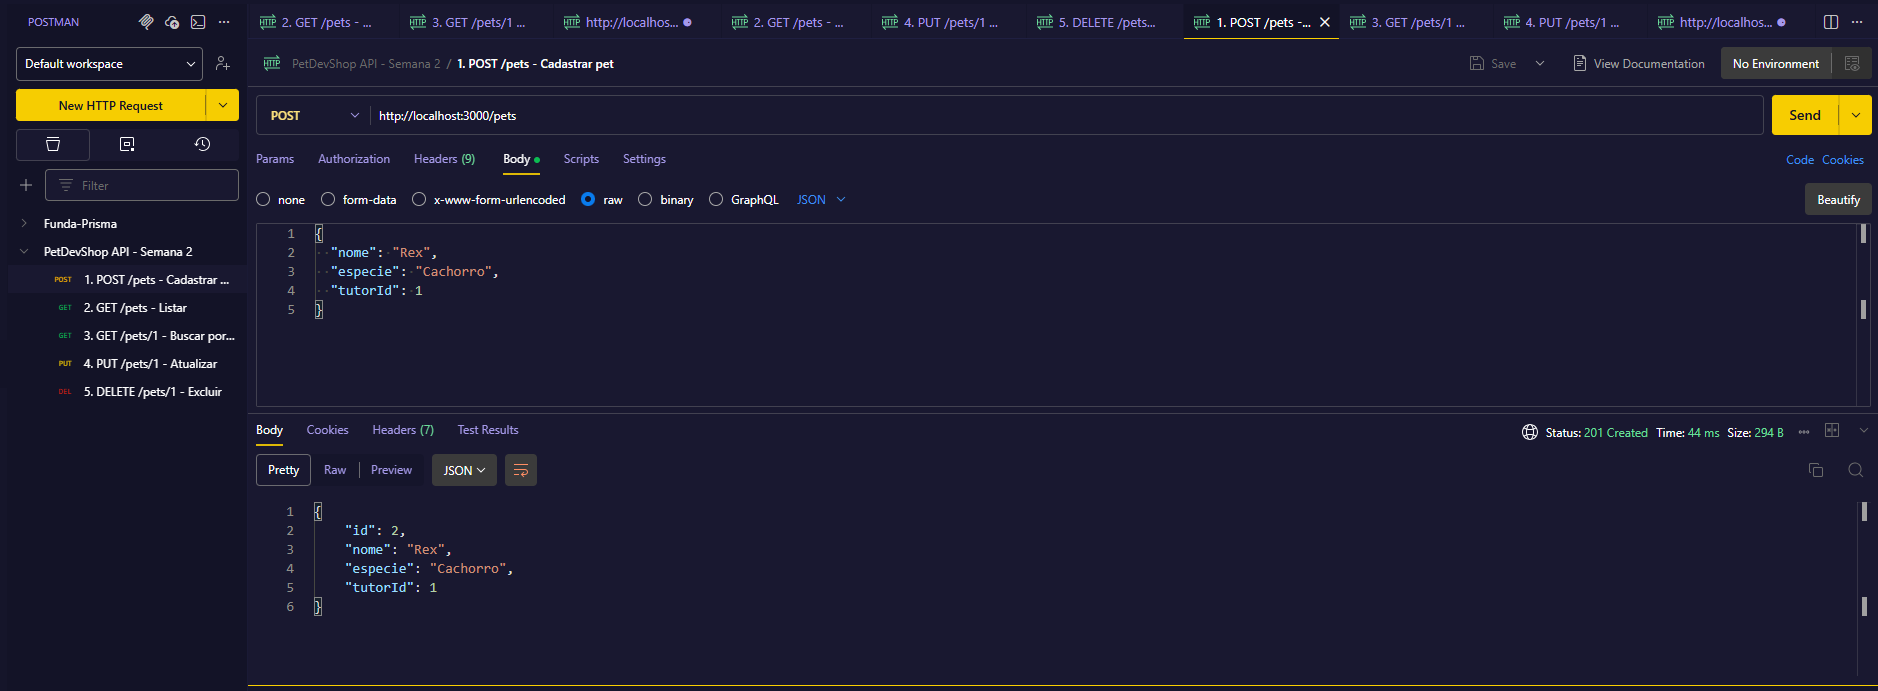 POSTMAN
2. GET /pets - ...
3. GET /pets/1 ...
http://localhos...
2. GET /pets - ...
4. PUT /pets/1 ...
5. DELETE /pets...
1. POST /pets -...
3. GET /pets/1 ...
4. PUT /pets/1 ...
http://localhos...
Default workspace
HTTP
PetDevShop API - Semana 2 / 1. POST /pets - Cadastrar pet
Save
View Documentation
No Environment
New HTTP Request
POST
http://localhost:3000/pets
Send
Params
Authorization
Headers (9)
Body
Scripts
Settings
Code
Cookies
Filter
none
form-data
x-www-form-urlencoded
raw
binary
GraphQL
JSON
Beautify
Funda-Prisma
PetDevShop API - Semana 2
POST 1. POST /pets - Cadastrar ...
GET 2. GET /pets - Listar
GET 3. GET /pets/1 - Buscar por...
PUT 4. PUT /pets/1 - Atualizar
DEL 5. DELETE /pets/1 - Excluir
1 {
2 "nome": "Rex",
3 "especie": "Cachorro",
4 "tutorId": 1
5 }
Body
Cookies
Headers (7)
Test Results
Status: 201 Created Time: 44 ms Size: 294 B
Pretty
Raw
Preview
JSON
1 {
2 "id": 2,
3 "nome": "Rex",
4 "especie": "Cachorro",
5 "tutorId": 1
6 }